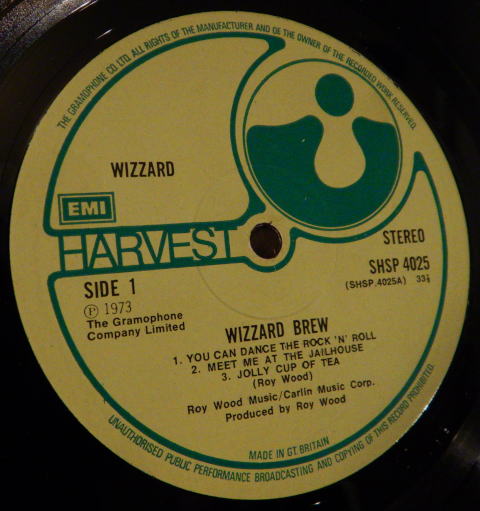 THE GRAMOPHONE CO. LTD. ALL RIGHTS OF THE MANUFACTURER AND OF THE OWNER OF THE RECORDED WORK RESERVED.
WIZZARD
EMI
HARVEST
STEREO
SHSP 4025
(SHSP.4025A) 33⅓
SIDE 1
Ⓟ 1973
The Gramophone
Company Limited
WIZZARD BREW
1. YOU CAN DANCE THE ROCK 'N' ROLL
2. MEET ME AT THE JAILHOUSE
3. JOLLY CUP OF TEA
(Roy Wood)
Roy Wood Music/Carlin Music Corp.
Produced by Roy Wood
MADE IN GT. BRITAIN
UNAUTHORISED PUBLIC PERFORMANCE BROADCASTING AND COPYING OF THIS RECORD PROHIBITED.